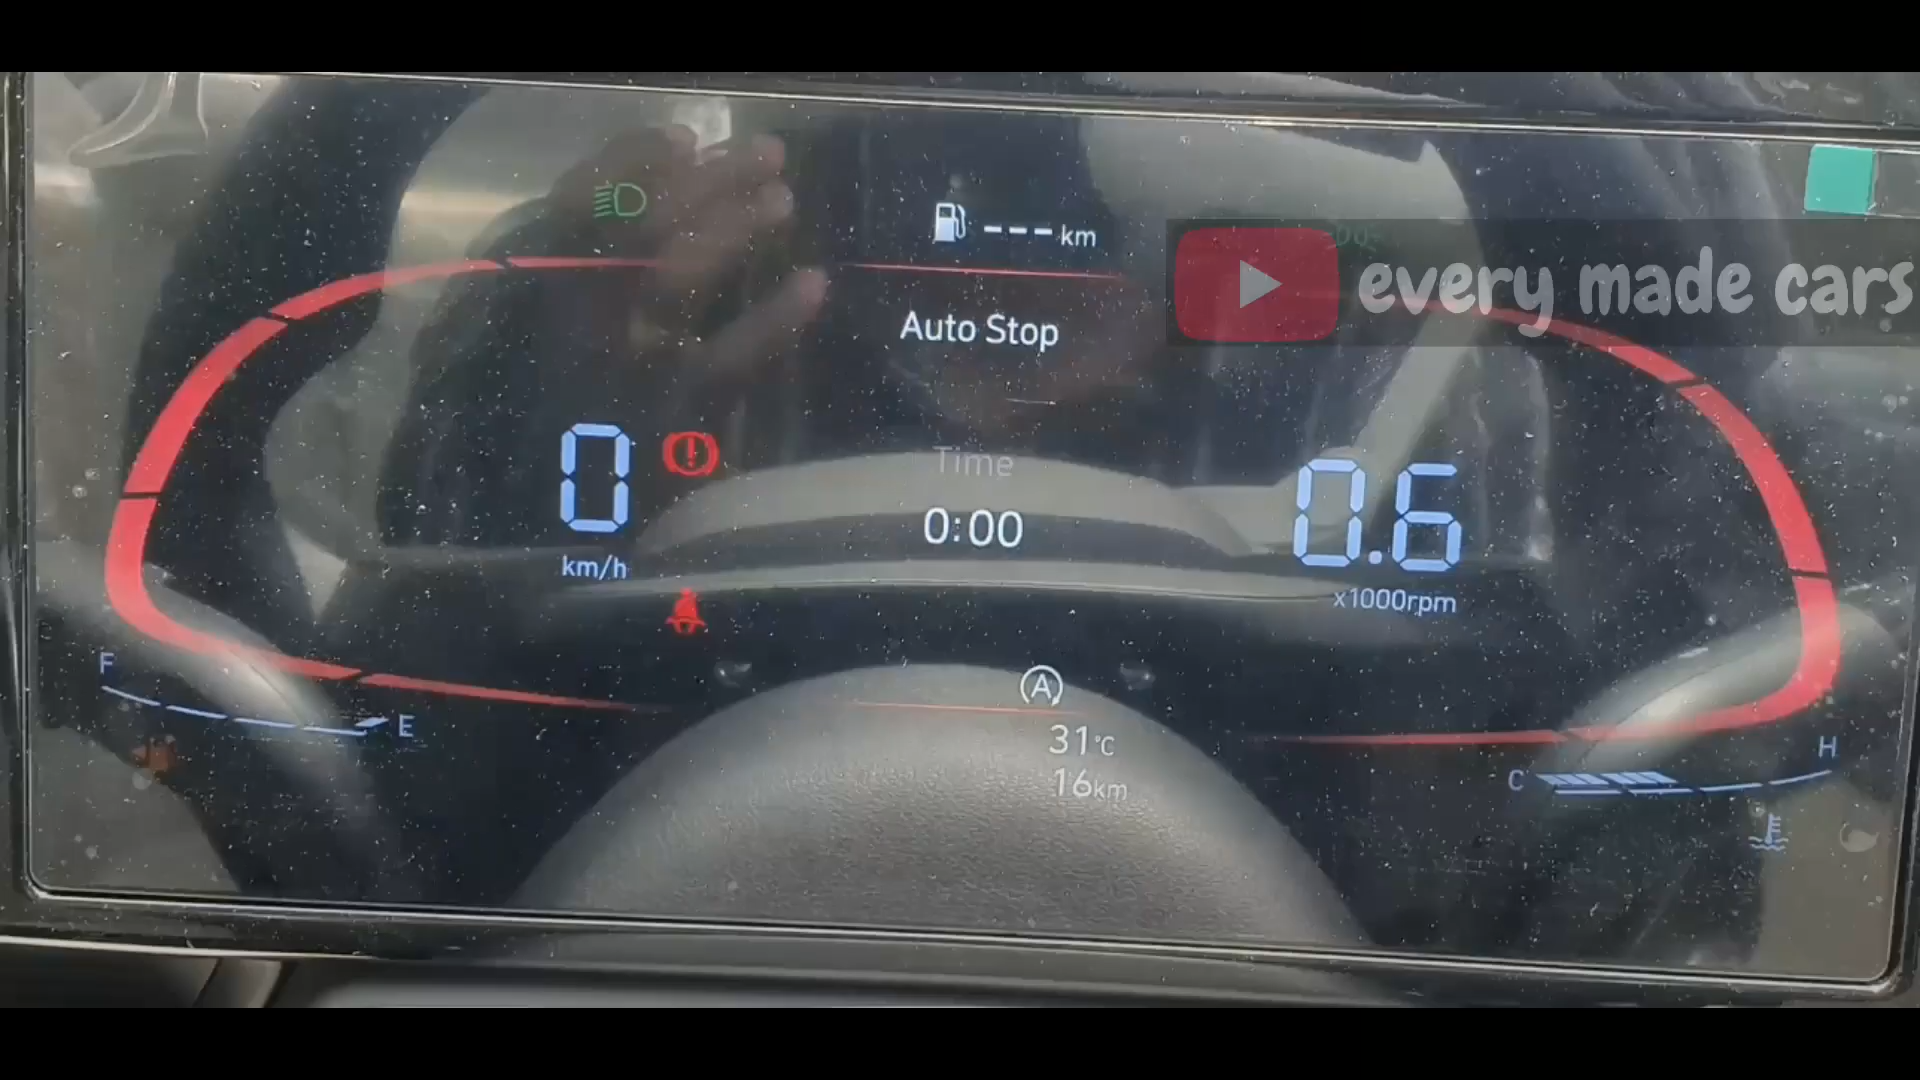 --- km
every made cars
Auto Stop
0
km/h
Time
0:00
0.6
x1000rpm
F
E
A
31°C
16km
C
H